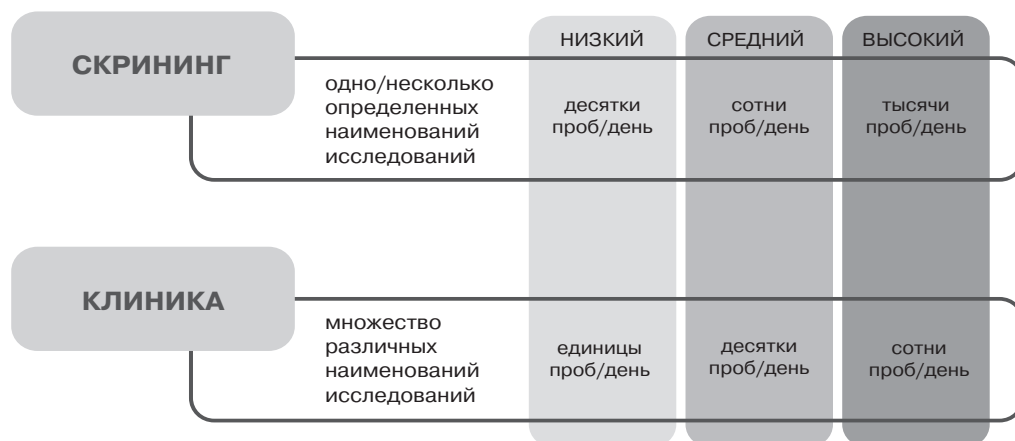 НИЗКИЙ СРЕДНИЙ ВЫСОКИЙ
СКРИНИНГ
одно/несколько
определенных
наименований
исследований
десятки
проб/день
сотни
проб/день
тысячи
проб/день
КЛИНИКА
множество
различных
наименований
исследований
единицы
проб/день
десятки
проб/день
сотни
проб/день